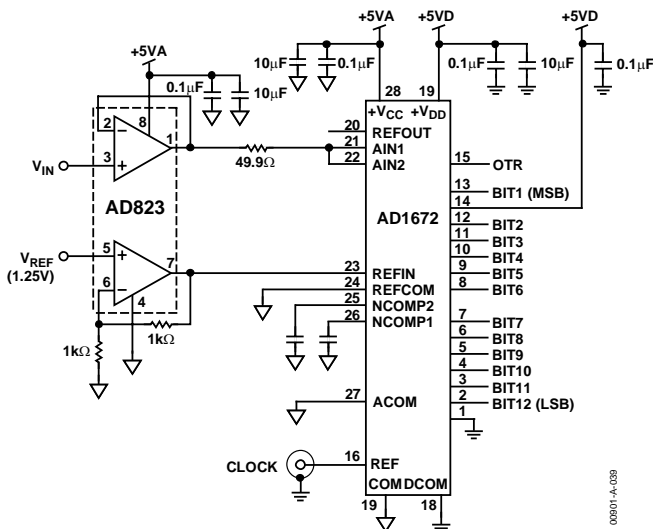 +5VA
0.1µF
10µF
+5VA
10µF
0.1µF
+5VD
0.1µF
10µF
+5VD
0.1µF
28
19
+VCC
+VDD
2
8
1
VIN
3
49.9Ω
AD823
VREF
(1.25V)
5
7
6
4
1kΩ
1kΩ
AD1672
20 REFOUT
21 AIN1
22 AIN2
23 REFIN
24 REFCOM
25 NCOMP2
26 NCOMP1
27 ACOM
CLOCK
16 REF
COM DCOM
19
18
15 OTR
13 BIT1 (MSB)
14
12 BIT2
11 BIT3
10 BIT4
9 BIT5
8 BIT6
7 BIT7
6 BIT8
5 BIT9
4 BIT10
3 BIT11
2 BIT12 (LSB)
1
00901-A-039